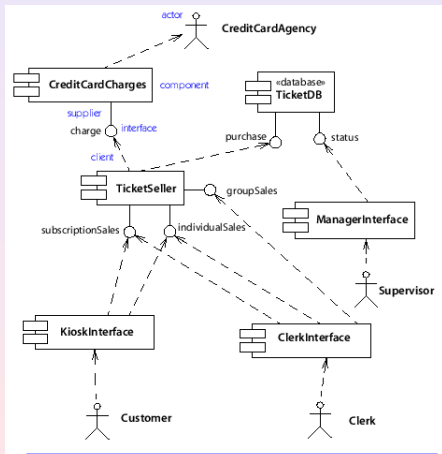 actor
CreditCardAgency
CreditCardCharges
component
«database»
TicketDB
supplier
charge
interface
purchase
status
client
TicketSeller
groupSales
ManagerInterface
subscriptionSales
individualSales
Supervisor
KioskInterface
ClerkInterface
Customer
Clerk